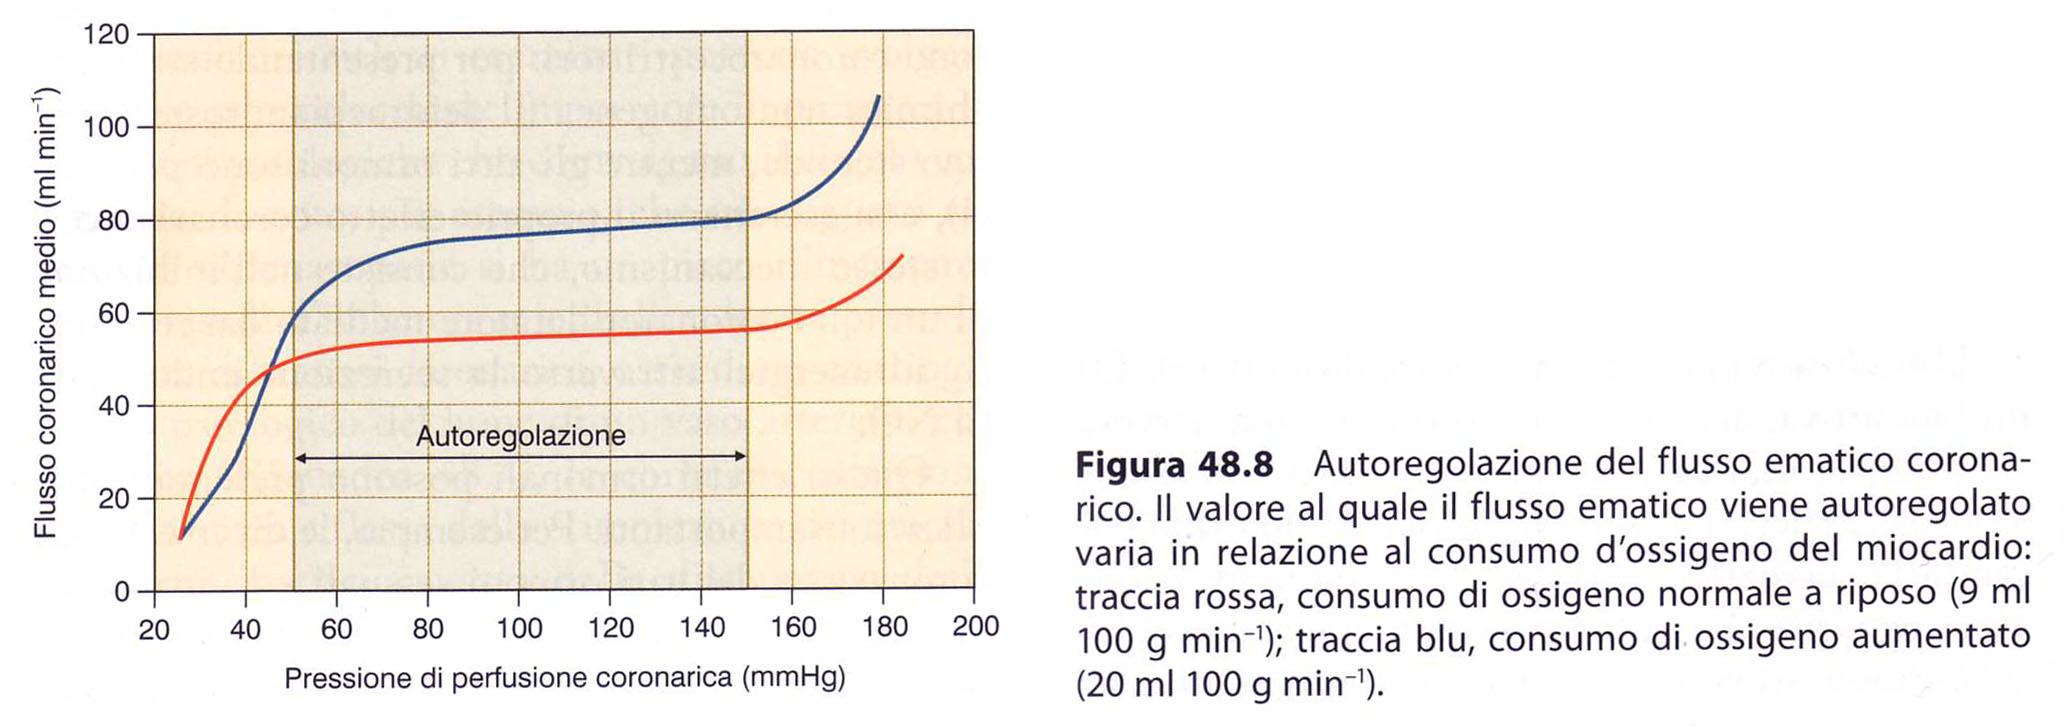 120
100
80
60
40
20
0
Flusso coronarico medio (ml min⁻¹)
Autoregolazione
20 40 60 80 100 120 140 160 180 200
Pressione di perfusione coronarica (mmHg)
Figura 48.8 Autoregolazione del flusso ematico corona-
rico. Il valore al quale il flusso ematico viene autoregolato
varia in relazione al consumo d'ossigeno del miocardio:
traccia rossa, consumo di ossigeno normale a riposo (9 ml
100 g min⁻¹); traccia blu, consumo di ossigeno aumentato
(20 ml 100 g min⁻¹).